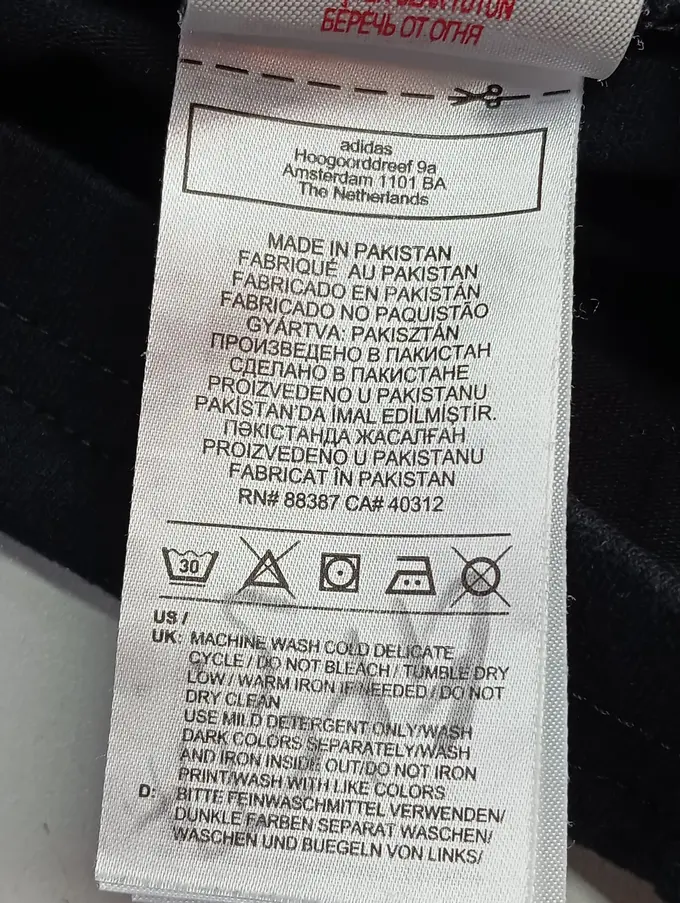 БЕРЕЧЬ ОТ ОГНЯ
adidas
Hoogoorddreef 9a
Amsterdam 1101 BA
The Netherlands
MADE IN PAKISTAN
FABRIQUÉ AU PAKISTAN
FABRICADO EN PAKISTÁN
FABRICADO NO PAQUISTÃO
GYÁRTVA: PAKISZTÁN
ПРОИЗВЕДЕНО В ПАКИСТАН
СДЕЛАНО В ПАКИСТАНЕ
PROIZVEDENO U PAKISTANU
PAKİSTAN'DA İMAL EDİLMİŞTİR.
ПӘКІСТАНДА ЖАСАЛҒАН
PROIZVEDENO U PAKISTANU
FABRICAT ÎN PAKISTAN
RN# 88387 CA# 40312
30
US /
UK: MACHINE WASH COLD DELICATE
CYCLE / DO NOT BLEACH / TUMBLE DRY
LOW / WARM IRON IF NEEDED / DO NOT
DRY CLEAN
USE MILD DETERGENT ONLY/WASH
DARK COLORS SEPARATELY/WASH
AND IRON INSIDE OUT/DO NOT IRON
PRINT/WASH WITH LIKE COLORS
D: BITTE FEINWASCHMITTEL VERWENDEN/
DUNKLE FARBEN SEPARAT WASCHEN/
WASCHEN UND BUEGELN VON LINKS/